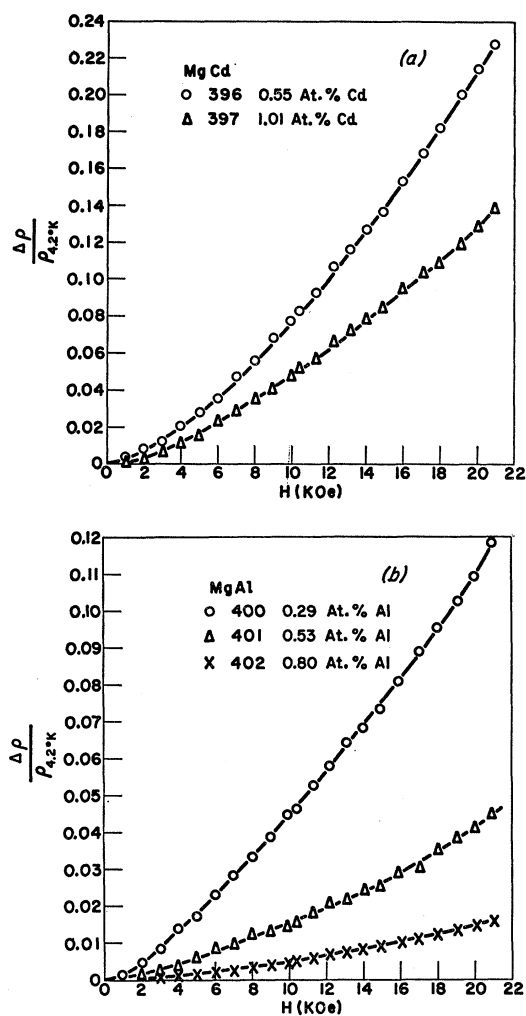 (a)
MgCd
396 0.55 At.% Cd
397 1.01 At.% Cd
0.24
0.22
0.20
0.18
0.16
0.14
0.12
0.10
0.08
0.06
0.04
0.02
0
Δρ
ρ4.2°K
0 2 4 6 8 10 12 14 16 18 20 22
H (KOe)
(b)
MgAl
400 0.29 At.% Al
401 0.53 At.% Al
402 0.80 At.% Al
0.12
0.11
0.10
0.09
0.08
0.07
0.06
0.05
0.04
0.03
0.02
0.01
0
Δρ
ρ4.2°K
0 2 4 6 8 10 12 14 16 18 20 22
H (KOe)